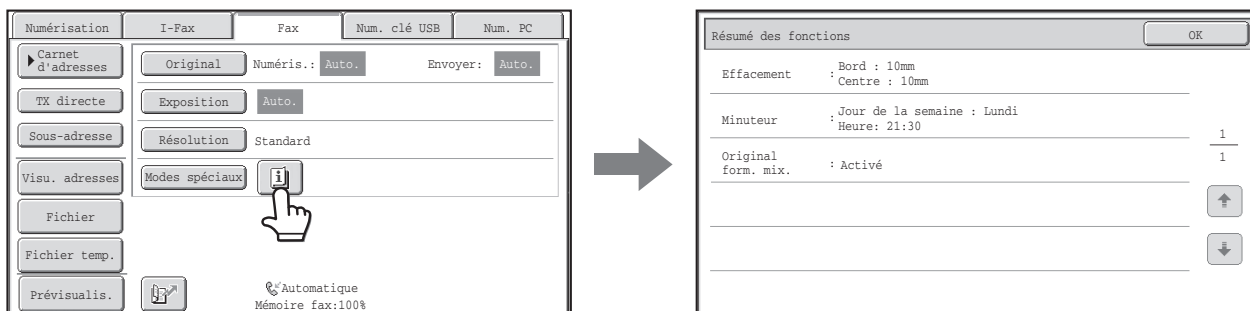 Numérisation
I-Fax
Fax
Num. clé USB
Num. PC
Carnet
d'adresses
Original
Numéris.:
Auto.
Envoyer:
Auto.
TX directe
Exposition
Auto.
Sous-adresse
Résolution
Standard
Visu. adresses
Modes spéciaux
Fichier
Fichier temp.
Prévisualis.
Automatique
Mémoire fax:100%
Résumé des fonctions
OK
Effacement
: Bord : 10mm
Centre : 10mm
Minuteur
: Jour de la semaine : Lundi
Heure: 21:30
Original
form. mix.
: Activé
1
1